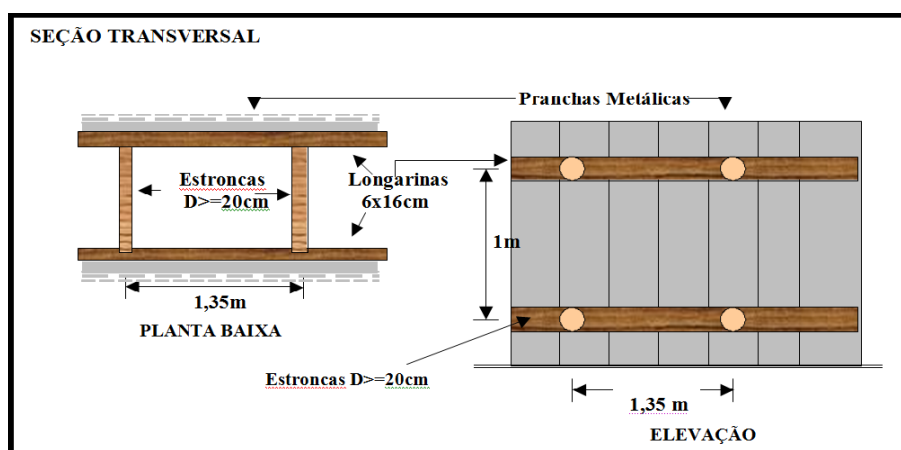 SEÇÃO TRANSVERSAL
Pranchas Metálicas
Estroncas
D>=20cm
Longarinas
6x16cm
1m
1,35m
PLANTA BAIXA
Estroncas D>=20cm
1,35 m
ELEVAÇÃO